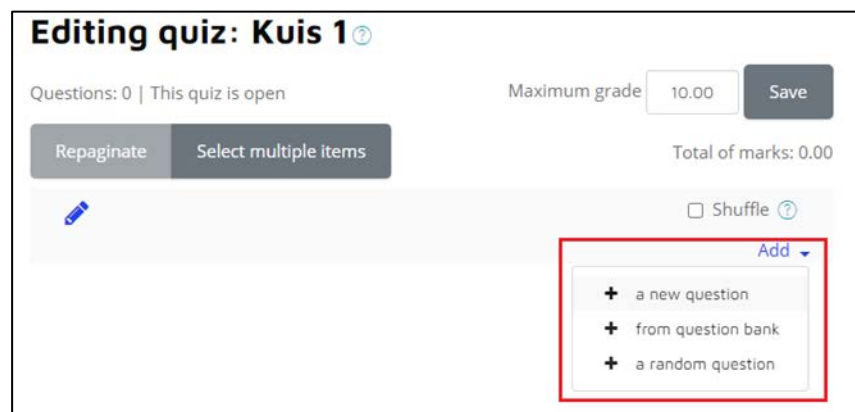 Editing quiz: Kuis 1
Questions: 0 | This quiz is open
Maximum grade 10.00 Save
Repaginate Select multiple items
Total of marks: 0.00
Shuffle
Add
a new question
from question bank
a random question